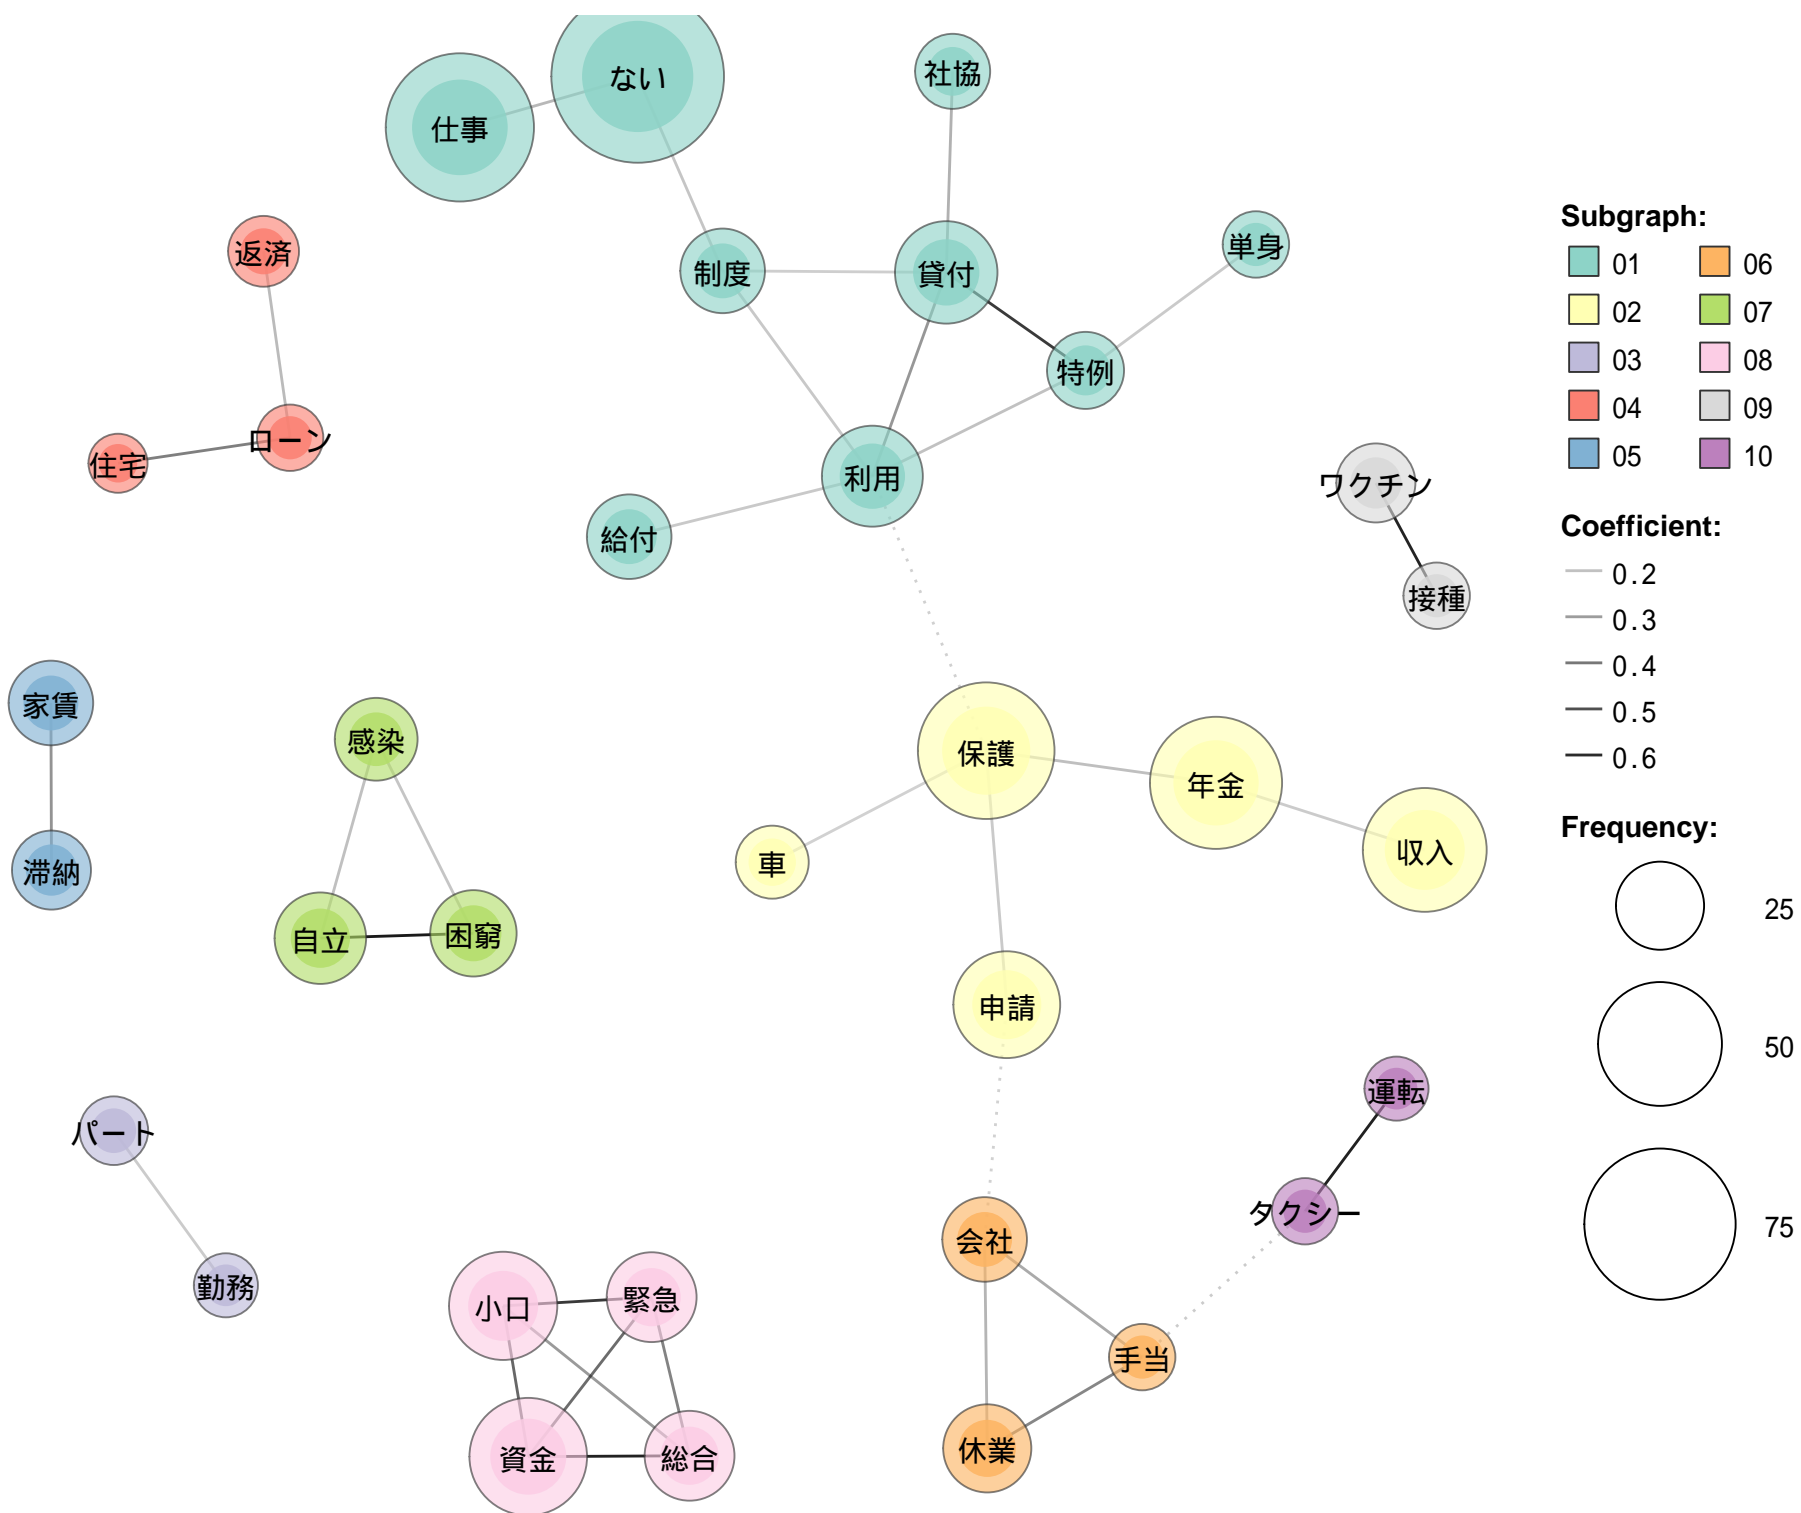 ない
社協
仕事
返済
制度
貸付
単身
特例
ローン
住宅
利用
給付
ワクチン
接種
家賃
感染
保護
年金
収入
車
滞納
自立
困窮
申請
運転
パート
タクシー
会社
勤務
小口
緊急
手当
休業
資金
総合
Subgraph:
01 06
02 07
03 08
04 09
05 10
Coefficient:
0.2
0.3
0.4
0.5
0.6
Frequency:
25
50
75